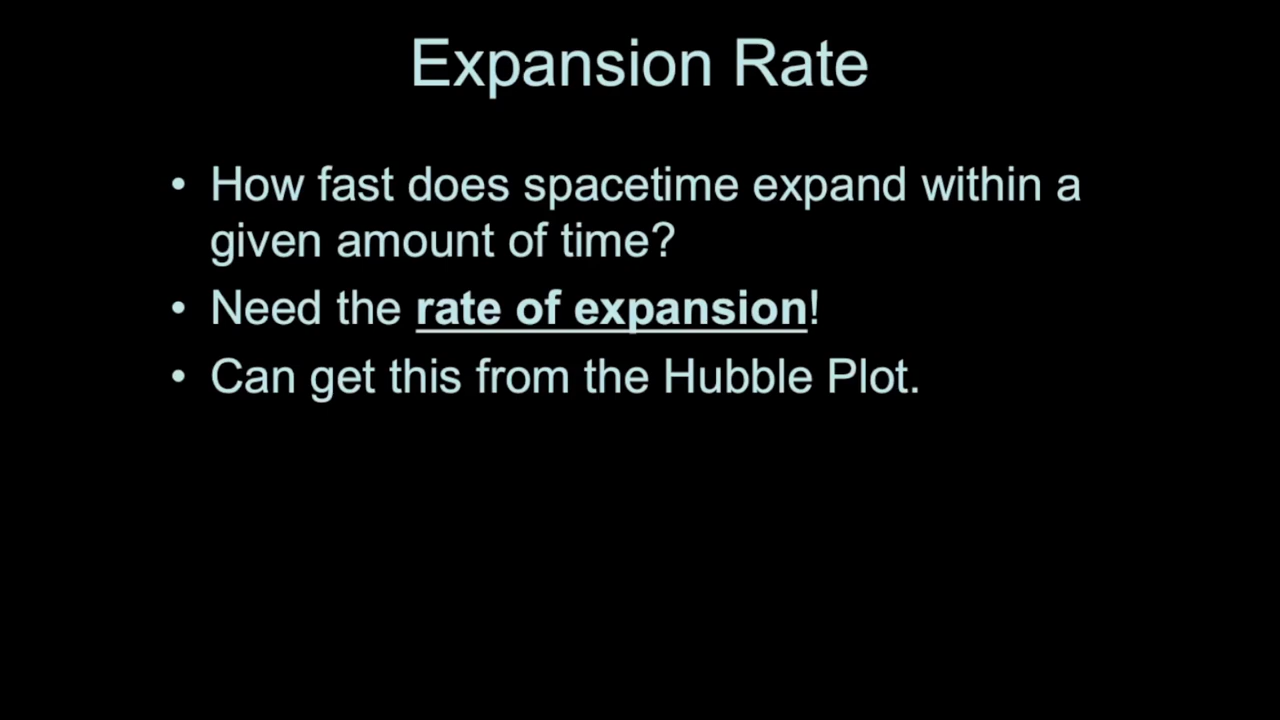 Expansion Rate
• How fast does spacetime expand within a
given amount of time?
• Need the rate of expansion!
• Can get this from the Hubble Plot.